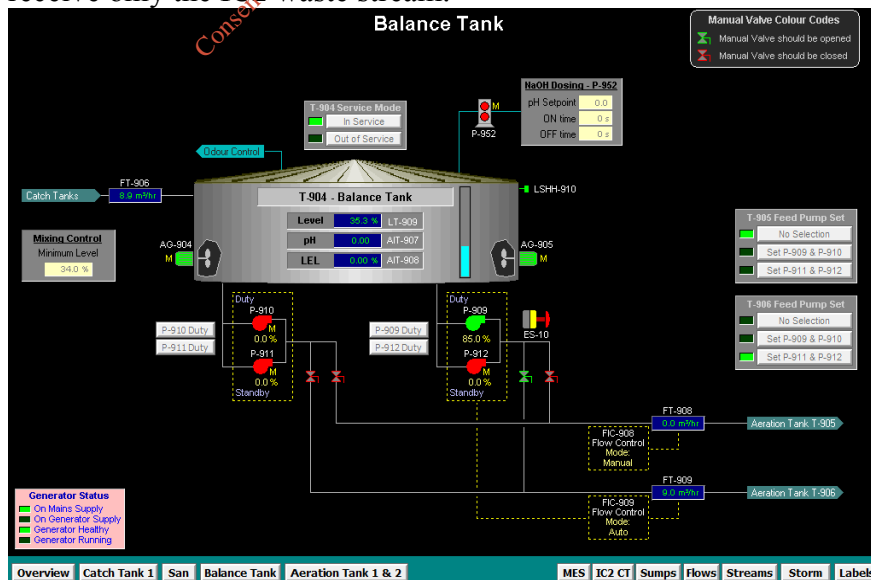 receive only the
Consen
Balance Tank
Manual Valve Colour Codes
Manual Valve should be opened
Manual Valve should be closed
T-904 Service Mode
In Service
Out of Service
M
P-952
NaOH Dosing - P-952
pH Setpoint 0.0
ON time 0 s
OFF time 0 s
Odour Control
Catch Tanks
FT-906
8.9 m³/hr
T-904 - Balance Tank
Level 35.3 % LT-909
pH 0.00 AIT-907
LEL 0.00 % AIT-908
LSHH-910
Mixing Control
Minimum Level
34.0 %
AG-904
M
AG-905
M
T-905 Feed Pump Set
No Selection
Set P-909 & P-910
Set P-911 & P-912
T-906 Feed Pump Set
No Selection
Set P-909 & P-910
Set P-911 & P-912
P-910 Duty
P-911 Duty
Duty
P-910
M
0.0 %
P-911
M
0.0 %
Standby
P-909 Duty
P-912 Duty
Duty
P-909
85.0 %
P-912
M
0.0 %
Standby
ES-10
FIC-908
Flow Control
Mode:
Manual
FT-908
0.0 m³/hr
Aeration Tank T-905
FIC-909
Flow Control
Mode:
Auto
FT-909
9.0 m³/hr
Aeration Tank T-906
Generator Status
On Mains Supply
On Generator Supply
Generator Healthy
Generator Running
Overview Catch Tank 1 San Balance Tank Aeration Tank 1 & 2 MES IC2 CT Sumps Flows Streams Storm Labels